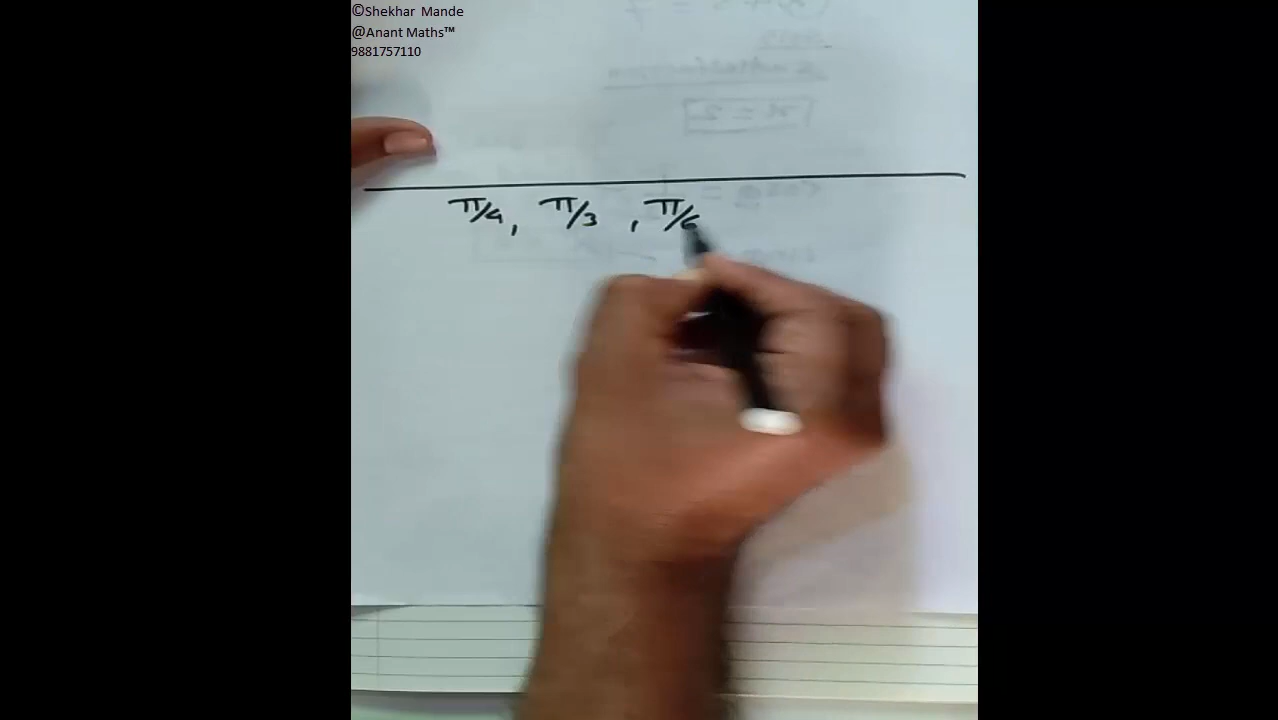 ©Shekhar Mande
@Anant Maths™
9881757110
π/4, π/3 , π/6